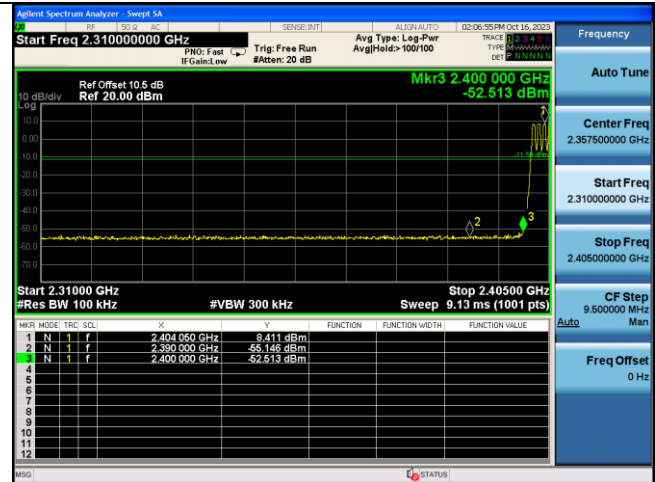 Agilent Spectrum Analyzer - Swept SA
RF 50 Ω AC SENSE:INT ALIGN AUTO 02:06:55 PM Oct 16, 2023
Start Freq 2.310000000 GHz
PNO: Fast
IFGain:Low
Trig: Free Run
#Atten: 20 dB
Avg Type: Log-Pwr
Avg|Hold:>100/100
TRACE 1 2 3 4 5 6
TYPE M
DET P N N N N N
Ref Offset 10.5 dB
Ref 20.00 dBm
10 dB/div
Log
Mkr3 2.400 000 GHz
-52.513 dBm
10.0
0.00
-10.0
-20.0
-30.0
-40.0
-50.0
-60.0
-70.0
2
3
Start 2.31000 GHz Stop 2.40500 GHz
#Res BW 100 kHz #VBW 300 kHz Sweep 9.13 ms (1001 pts)
MKR MODE TRC SCL X Y FUNCTION FUNCTION WIDTH FUNCTION VALUE
1 N 1 f 2.404 050 GHz 8.411 dBm
2 N 1 f 2.390 000 GHz -55.146 dBm
3 N 1 f 2.400 000 GHz -52.513 dBm
4
5
6
7
8
9
10
11
12
MSG STATUS
Frequency
Auto Tune
Center Freq
2.357500000 GHz
Start Freq
2.310000000 GHz
Stop Freq
2.405000000 GHz
CF Step
9.500000 MHz
Auto Man
Freq Offset
0 Hz